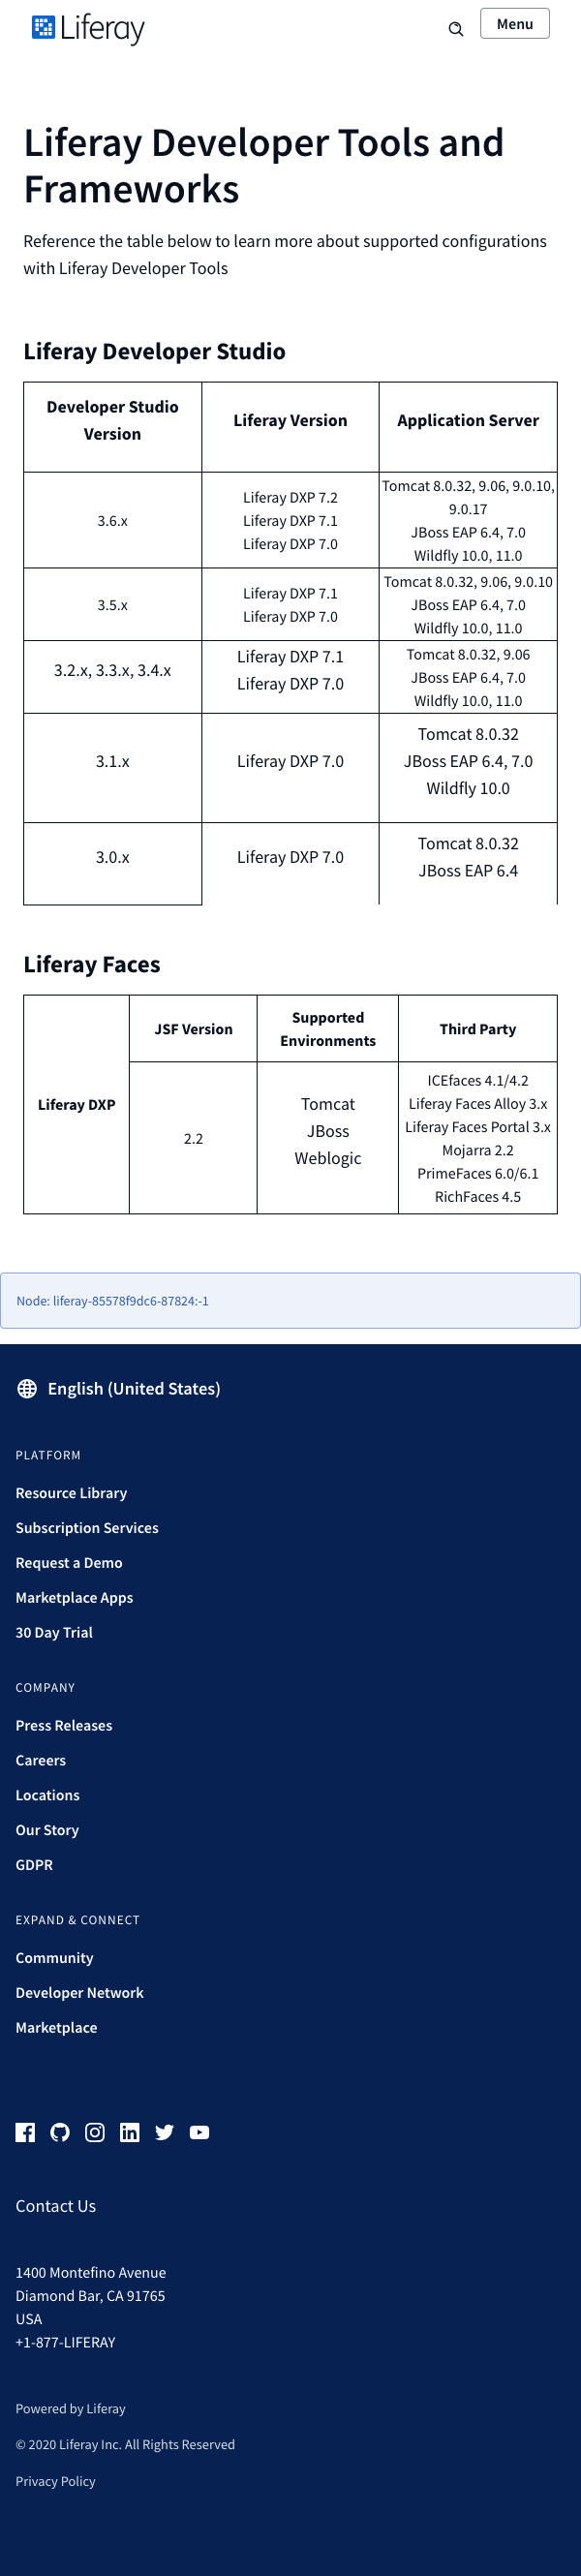 Liferay
Menu
Liferay Developer Tools and
Frameworks
Reference the table below to learn more about supported configurations
with Liferay Developer Tools
Liferay Developer Studio
Developer Studio
Version
Liferay Version
Application Server
3.6.x
Liferay DXP 7.2
Liferay DXP 7.1
Liferay DXP 7.0
Tomcat 8.0.32, 9.06, 9.0.10,
9.0.17
JBoss EAP 6.4, 7.0
Wildfly 10.0, 11.0
3.5.x
Liferay DXP 7.1
Liferay DXP 7.0
Tomcat 8.0.32, 9.06, 9.0.10
JBoss EAP 6.4, 7.0
Wildfly 10.0, 11.0
3.2.x, 3.3.x, 3.4.x
Liferay DXP 7.1
Liferay DXP 7.0
Tomcat 8.0.32, 9.06
JBoss EAP 6.4, 7.0
Wildfly 10.0, 11.0
3.1.x
Liferay DXP 7.0
Tomcat 8.0.32
JBoss EAP 6.4, 7.0
Wildfly 10.0
3.0.x
Liferay DXP 7.0
Tomcat 8.0.32
JBoss EAP 6.4
Liferay Faces
Liferay DXP
JSF Version
Supported
Environments
Third Party
2.2
Tomcat
JBoss
Weblogic
ICEfaces 4.1/4.2
Liferay Faces Alloy 3.x
Liferay Faces Portal 3.x
Mojarra 2.2
PrimeFaces 6.0/6.1
RichFaces 4.5
Node: liferay-85578f9dc6-87824:-1
English (United States)
PLATFORM
Resource Library
Subscription Services
Request a Demo
Marketplace Apps
30 Day Trial
COMPANY
Press Releases
Careers
Locations
Our Story
GDPR
EXPAND & CONNECT
Community
Developer Network
Marketplace
Contact Us
1400 Montefino Avenue
Diamond Bar, CA 91765
USA
+1-877-LIFERAY
Powered by Liferay
© 2020 Liferay Inc. All Rights Reserved
Privacy Policy